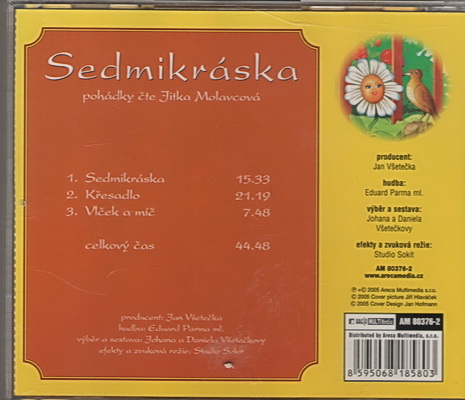 Sedmikráska
pohádky čte Jitka Molavcová
1. Sedmikráska 15.33
2. Křesadlo 21.19
3. Vlček a míč 7.48
celkový čas 44.48
producent: Jan Všetečka
hudba: Eduard Parma ml.
výběr a sestava: Johana a Daniela Všetečkovy
efekty a zvuková režie: Studio Sokit
producent:
Jan Všetečka
hudba:
Eduard Parma ml.
výběr a sestava:
Johana a Daniela
Všetečkovy
efekty a zvuková režie:
Studio Sokit
AM 80376-2
www.arecamedia.cz
℗+© 2005 Areca Multimedia s.r.o.
© 2005 Cover picture Jiří Hlaváček
© 2005 Cover Design Jan Hofmann
AM 88376-2
Distributed by Areca Multimedia, s.r.o.
8 595068 185803